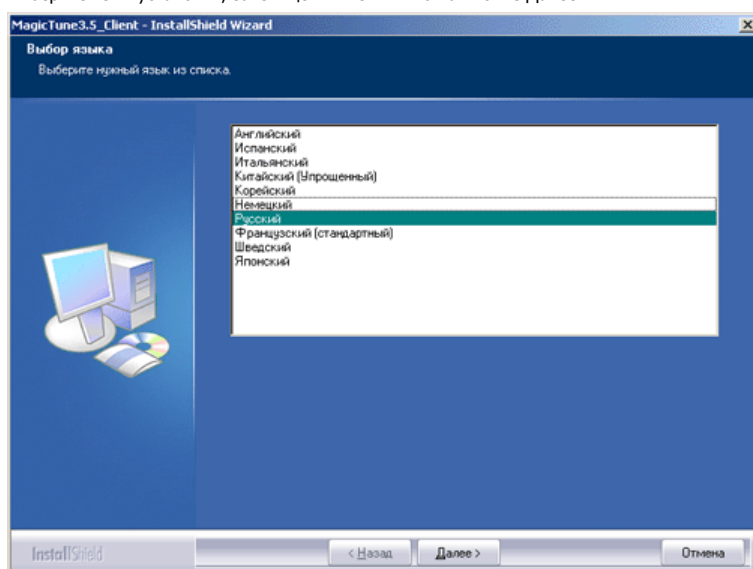 MagicTune3.5_Client - InstallShield Wizard
Выбор языка
Выберите нужный язык из списка.
Английский
Испанский
Итальянский
Китайский (Упрощенный)
Корейский
Немецкий
Русский
Французский (стандартный)
Шведский
Японский
InstallShield
< Назад
Далее >
Отмена